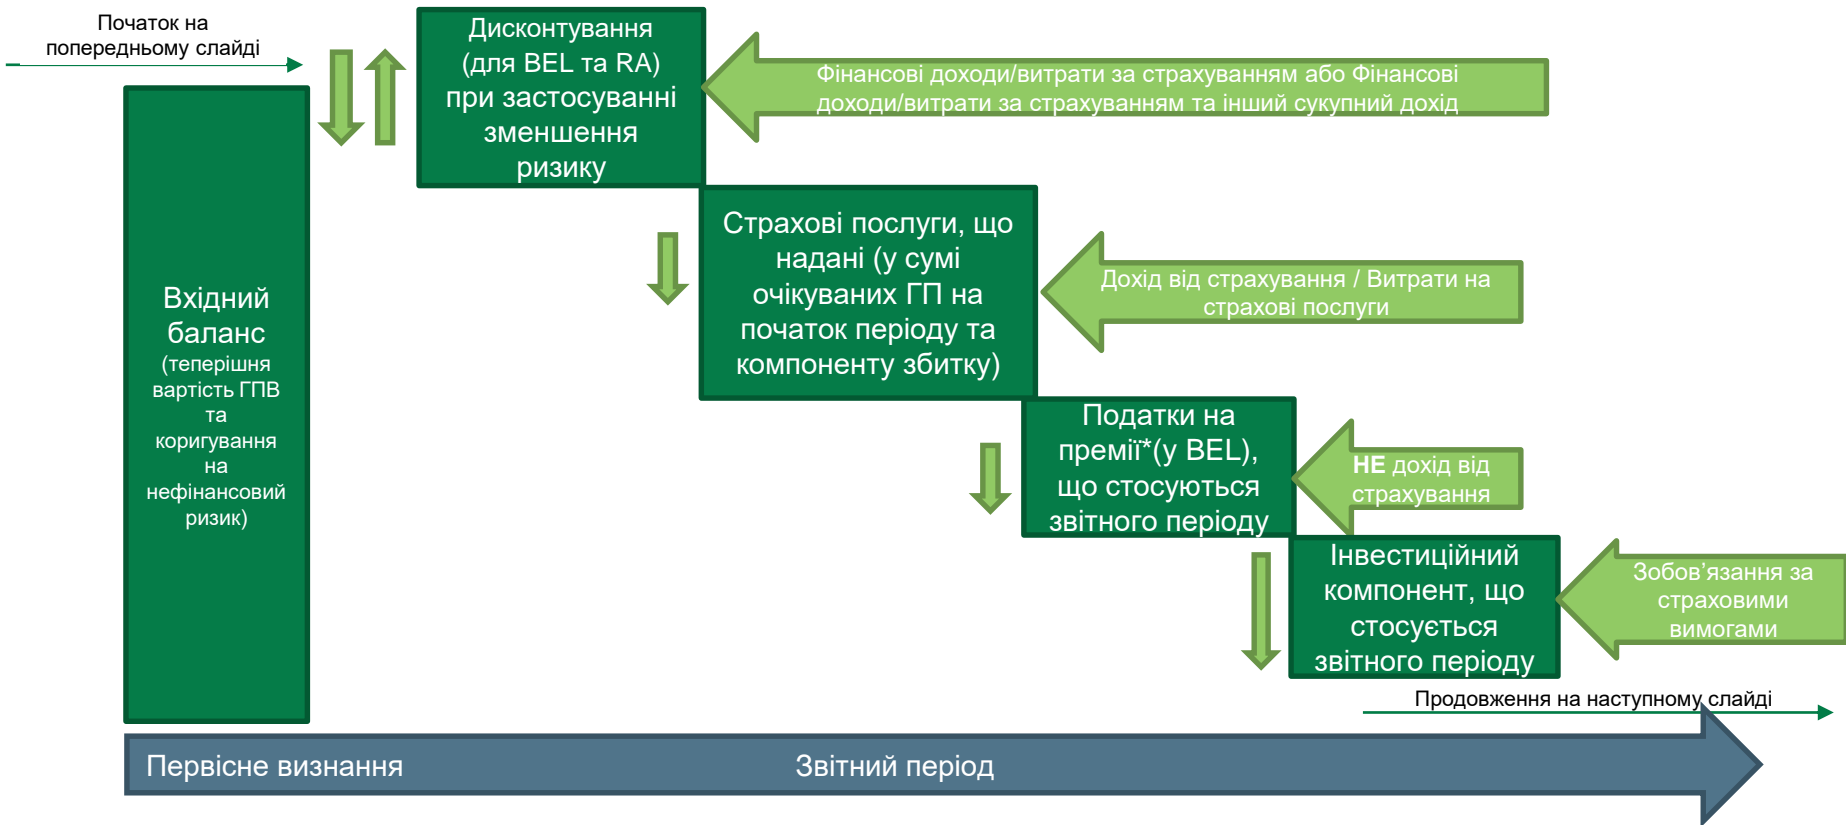 Початок на
попередньому слайді
Вхідний
баланс
(теперішня
вартість ГПВ
та
коригування
на
нефінансовий
ризик)
Дисконтування
(для BEL та RA)
при застосуванні
зменшення
ризику
Фінансові доходи/витрати за страхуванням або Фінансові
доходи/витрати за страхуванням та інший сукупний дохід
Страхові послуги, що
надані (у сумі
очікуваних ГП на
початок періоду та
компоненту збитку)
Дохід від страхування / Витрати на
страхові послуги
Податки на
премії*(у BEL),
що стосуються
звітного періоду
НЕ дохід від
страхування
Інвестиційний
компонент, що
стосується
звітного періоду
Зобов’язання за
страховими
вимогами
Продовження на наступному слайді
Первісне визнання
Звітний період